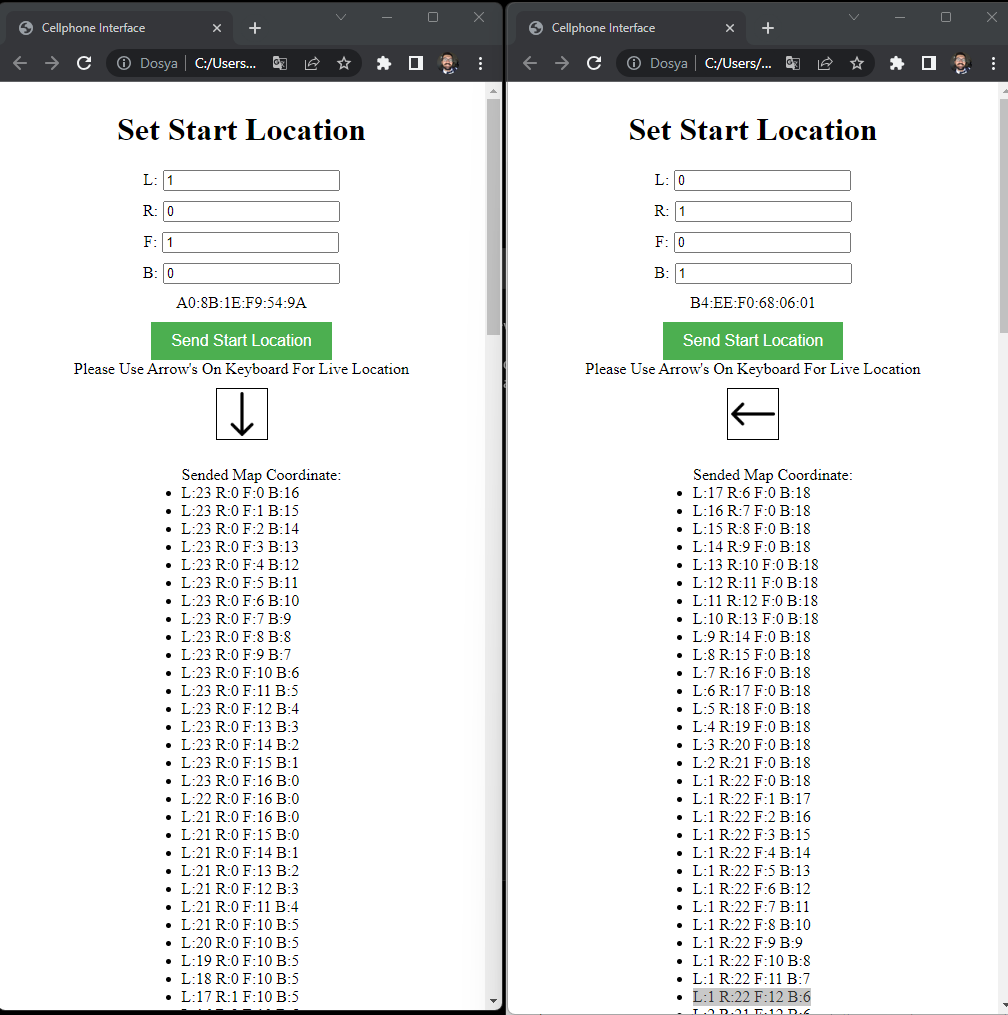 Cellphone Interface
Dosya
C:/Users...
Set Start Location
L: 1
R: 0
F: 1
B: 0
A0:8B:1E:F9:54:9A
Send Start Location
Please Use Arrow's On Keyboard For Live Location
Sended Map Coordinate:
L:23 R:0 F:0 B:16
L:23 R:0 F:1 B:15
L:23 R:0 F:2 B:14
L:23 R:0 F:3 B:13
L:23 R:0 F:4 B:12
L:23 R:0 F:5 B:11
L:23 R:0 F:6 B:10
L:23 R:0 F:7 B:9
L:23 R:0 F:8 B:8
L:23 R:0 F:9 B:7
L:23 R:0 F:10 B:6
L:23 R:0 F:11 B:5
L:23 R:0 F:12 B:4
L:23 R:0 F:13 B:3
L:23 R:0 F:14 B:2
L:23 R:0 F:15 B:1
L:23 R:0 F:16 B:0
L:22 R:0 F:16 B:0
L:21 R:0 F:16 B:0
L:21 R:0 F:15 B:0
L:21 R:0 F:14 B:1
L:21 R:0 F:13 B:2
L:21 R:0 F:12 B:3
L:21 R:0 F:11 B:4
L:21 R:0 F:10 B:5
L:20 R:0 F:10 B:5
L:19 R:0 F:10 B:5
L:18 R:0 F:10 B:5
L:17 R:1 F:10 B:5
Cellphone Interface
Dosya
C:/Users/...
Set Start Location
L: 0
R: 1
F: 0
B: 1
B4:EE:F0:68:06:01
Send Start Location
Please Use Arrow's On Keyboard For Live Location
Sended Map Coordinate:
L:17 R:6 F:0 B:18
L:16 R:7 F:0 B:18
L:15 R:8 F:0 B:18
L:14 R:9 F:0 B:18
L:13 R:10 F:0 B:18
L:12 R:11 F:0 B:18
L:11 R:12 F:0 B:18
L:10 R:13 F:0 B:18
L:9 R:14 F:0 B:18
L:8 R:15 F:0 B:18
L:7 R:16 F:0 B:18
L:6 R:17 F:0 B:18
L:5 R:18 F:0 B:18
L:4 R:19 F:0 B:18
L:3 R:20 F:0 B:18
L:2 R:21 F:0 B:18
L:1 R:22 F:0 B:18
L:1 R:22 F:1 B:17
L:1 R:22 F:2 B:16
L:1 R:22 F:3 B:15
L:1 R:22 F:4 B:14
L:1 R:22 F:5 B:13
L:1 R:22 F:6 B:12
L:1 R:22 F:7 B:11
L:1 R:22 F:8 B:10
L:1 R:22 F:9 B:9
L:1 R:22 F:10 B:8
L:1 R:22 F:11 B:7
L:1 R:22 F:12 B:6